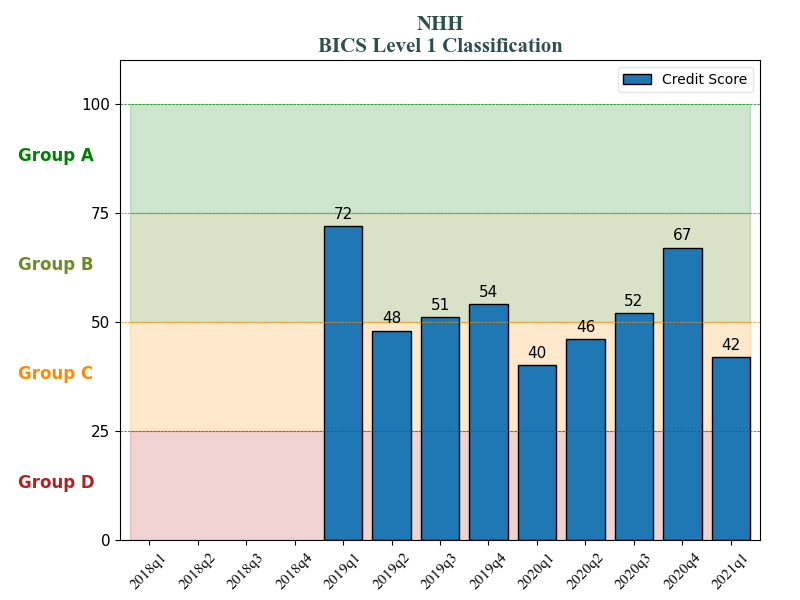 NHH
BICS Level 1 Classification
Credit Score
100
Group A
75
72
67
Group B
54
51
52
50
48
46
42
40
Group C
25
Group D
0
2018q1 2018q2 2018q3 2018q4 2019q1 2019q2 2019q3 2019q4 2020q1 2020q2 2020q3 2020q4 2021q1